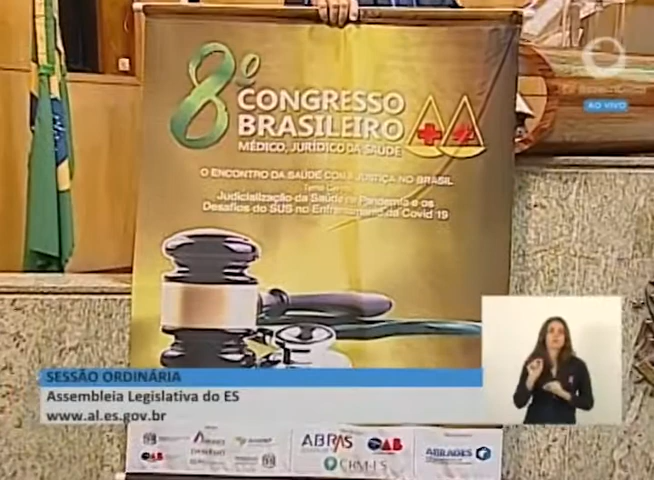 8º
CONGRESSO
BRASILEIRO
MÉDICO, JURÍDICO DA SAÚDE
O ENCONTRO DA SAÚDE COM A JUSTIÇA NO BRASIL
Judicialização da Saúde na Pandemia e os
Desafios do SUS no Enfrentamento da Covid 19
AO VIVO
SESSÃO ORDINÁRIA
Assembleia Legislativa do ES
www.al.es.gov.br
ABRAS
OAB
ABRADES
OAB
CRM-ES